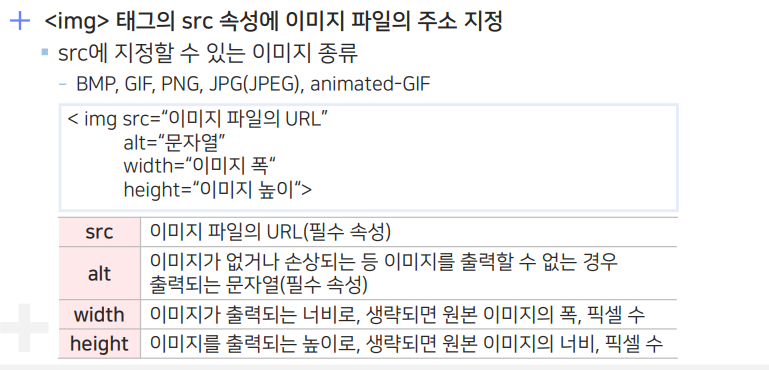 <img> 태그의 src 속성에 이미지 파일의 주소 지정
src에 지정할 수 있는 이미지 종류
- BMP, GIF, PNG, JPG(JPEG), animated-GIF
< img src=“이미지 파일의 URL”
alt=“문자열”
width=“이미지 폭“
height=“이미지 높이“>
src 이미지 파일의 URL(필수 속성)
alt 이미지가 없거나 손상되는 등 이미지를 출력할 수 없는 경우
출력되는 문자열(필수 속성)
width 이미지가 출력되는 너비로, 생략되면 원본 이미지의 폭, 픽셀 수
height 이미지를 출력되는 높이로, 생략되면 원본 이미지의 너비, 픽셀 수